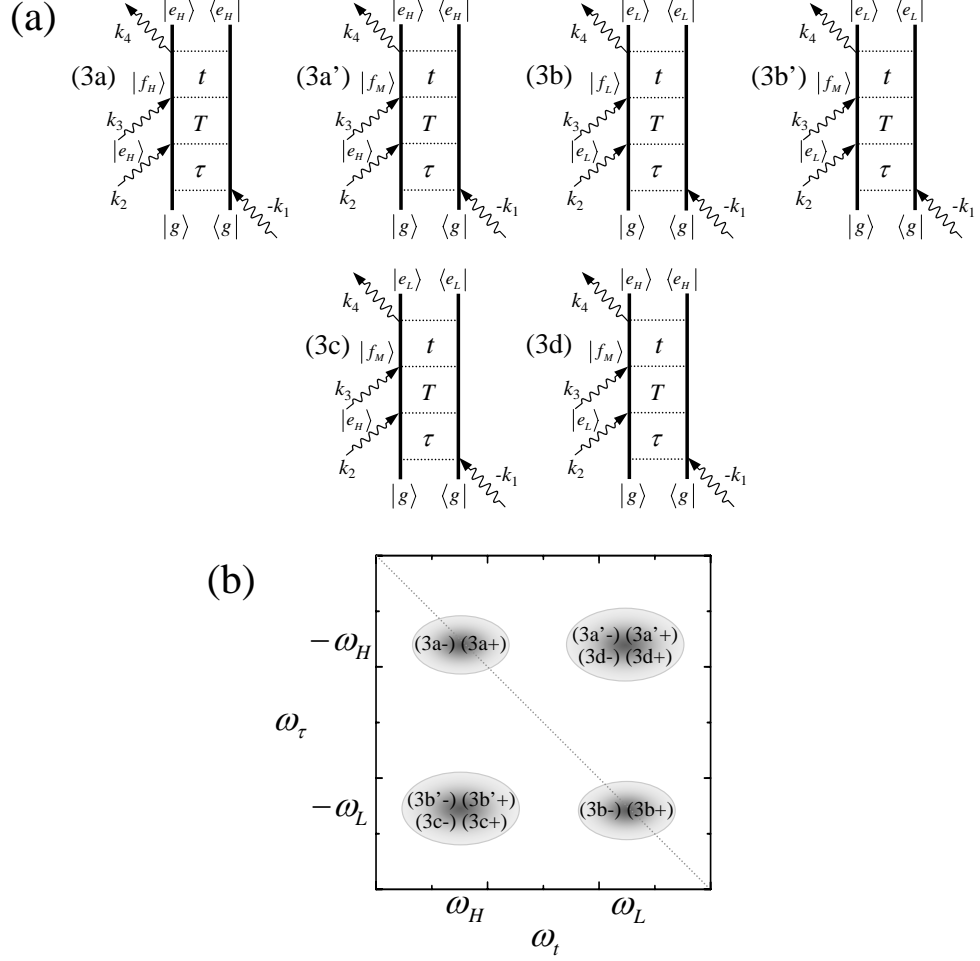 (a)
|e_H⟩ ⟨e_H| |e_H⟩ ⟨e_H| |e_L⟩ ⟨e_L| |e_L⟩ ⟨e_L|
k_4 k_4 k_4 k_4
(3a) |f_H⟩ t (3a') |f_M⟩ t (3b) |f_L⟩ t (3b') |f_M⟩ t
k_3 T k_3 T k_3 T k_3 T
|e_H⟩ |e_H⟩ |e_L⟩ |e_L⟩
k_2 τ k_2 τ k_2 τ k_2 τ
-k_1 -k_1 -k_1 -k_1
|g⟩ ⟨g| |g⟩ ⟨g| |g⟩ ⟨g| |g⟩ ⟨g|
|e_L⟩ ⟨e_L| |e_H⟩ ⟨e_H|
k_4 k_4
(3c) |f_M⟩ t (3d) |f_M⟩ t
k_3 T k_3 T
|e_H⟩ |e_L⟩
k_2 τ k_2 τ
-k_1 -k_1
|g⟩ ⟨g| |g⟩ ⟨g|
(b)
−ω_H
(3a-) (3a+)
(3a'-) (3a'+)
(3d-) (3d+)
ω_τ
−ω_L
(3b'-) (3b'+)
(3c-) (3c+)
(3b-) (3b+)
ω_H ω_L
ω_t